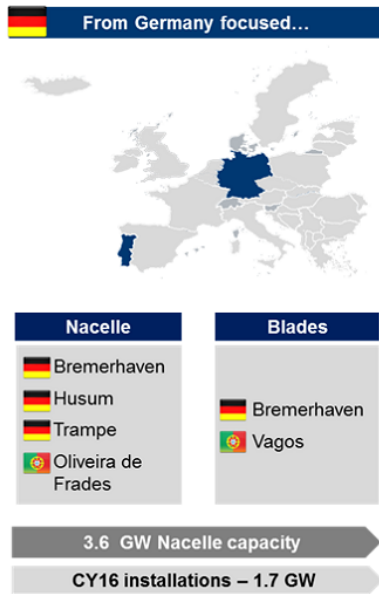 From Germany focused...
Nacelle
Bremerhaven
Husum
Trampe
Oliveira de
Frades
Blades
Bremerhaven
Vagos
3.6 GW Nacelle capacity
CY16 installations – 1.7 GW